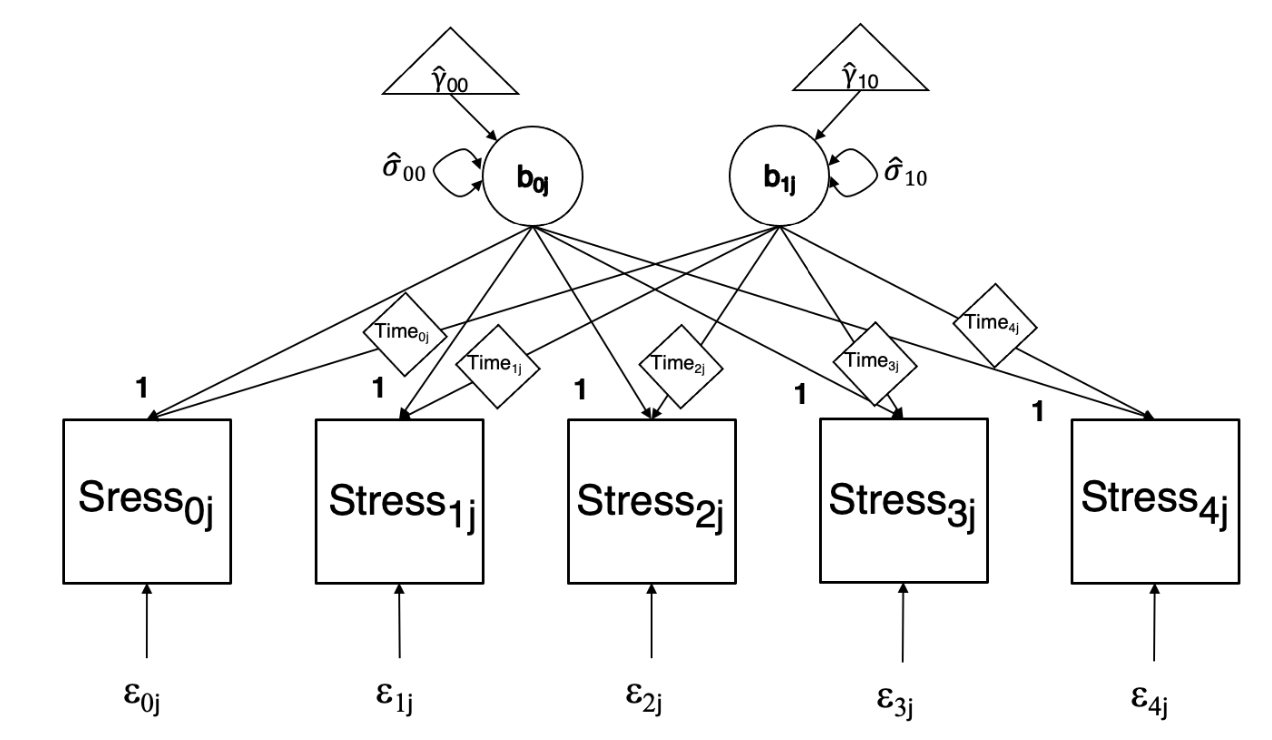 γ̂₀₀ γ̂₁₀
σ̂₀₀ b₀ⱼ b₁ⱼ σ̂₁₀
Time₀ⱼ Time₁ⱼ Time₂ⱼ Time₃ⱼ Time₄ⱼ
1 1 1 1 1
Sress₀ⱼ Stress₁ⱼ Stress₂ⱼ Stress₃ⱼ Stress₄ⱼ
ε₀ⱼ ε₁ⱼ ε₂ⱼ ε₃ⱼ ε₄ⱼ